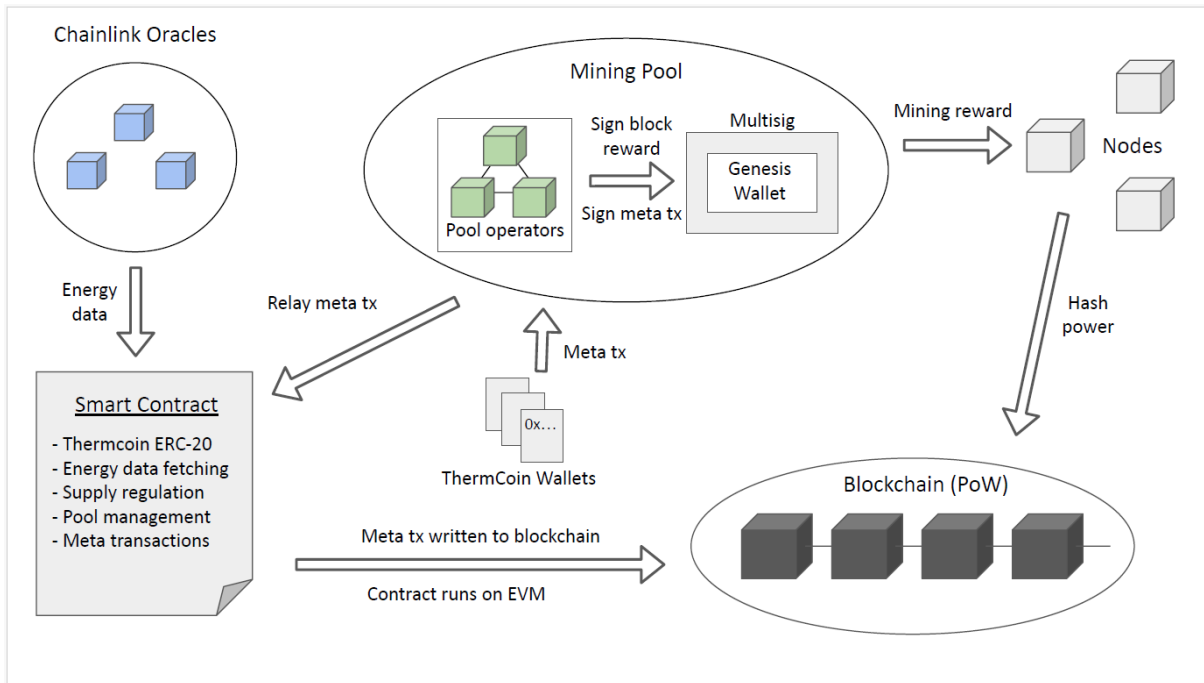 Chainlink Oracles
Mining Pool
Sign block
reward
Sign meta tx
Pool operators
Multisig
Genesis
Wallet
Mining reward
Nodes
Energy
data
Relay meta tx
Meta tx
Hash
power
Smart Contract
- Thermcoin ERC-20
- Energy data fetching
- Supply regulation
- Pool management
- Meta transactions
0x...
ThermCoin Wallets
Blockchain (PoW)
Meta tx written to blockchain
Contract runs on EVM